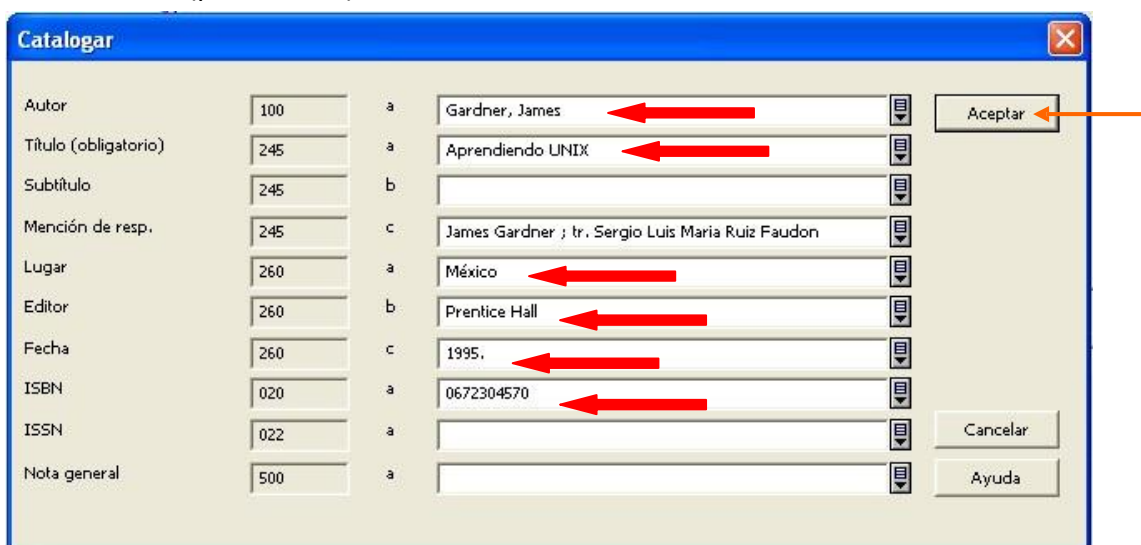 Catalogar
Autor 100 a Gardner, James Aceptar
Título (obligatorio) 245 a Aprendiendo UNIX
Subtítulo 245 b
Mención de resp. 245 c James Gardner ; tr. Sergio Luis Maria Ruiz Faudon
Lugar 260 a México
Editor 260 b Prentice Hall
Fecha 260 c 1995.
ISBN 020 a 0672304570
ISSN 022 a Cancelar
Nota general 500 a Ayuda